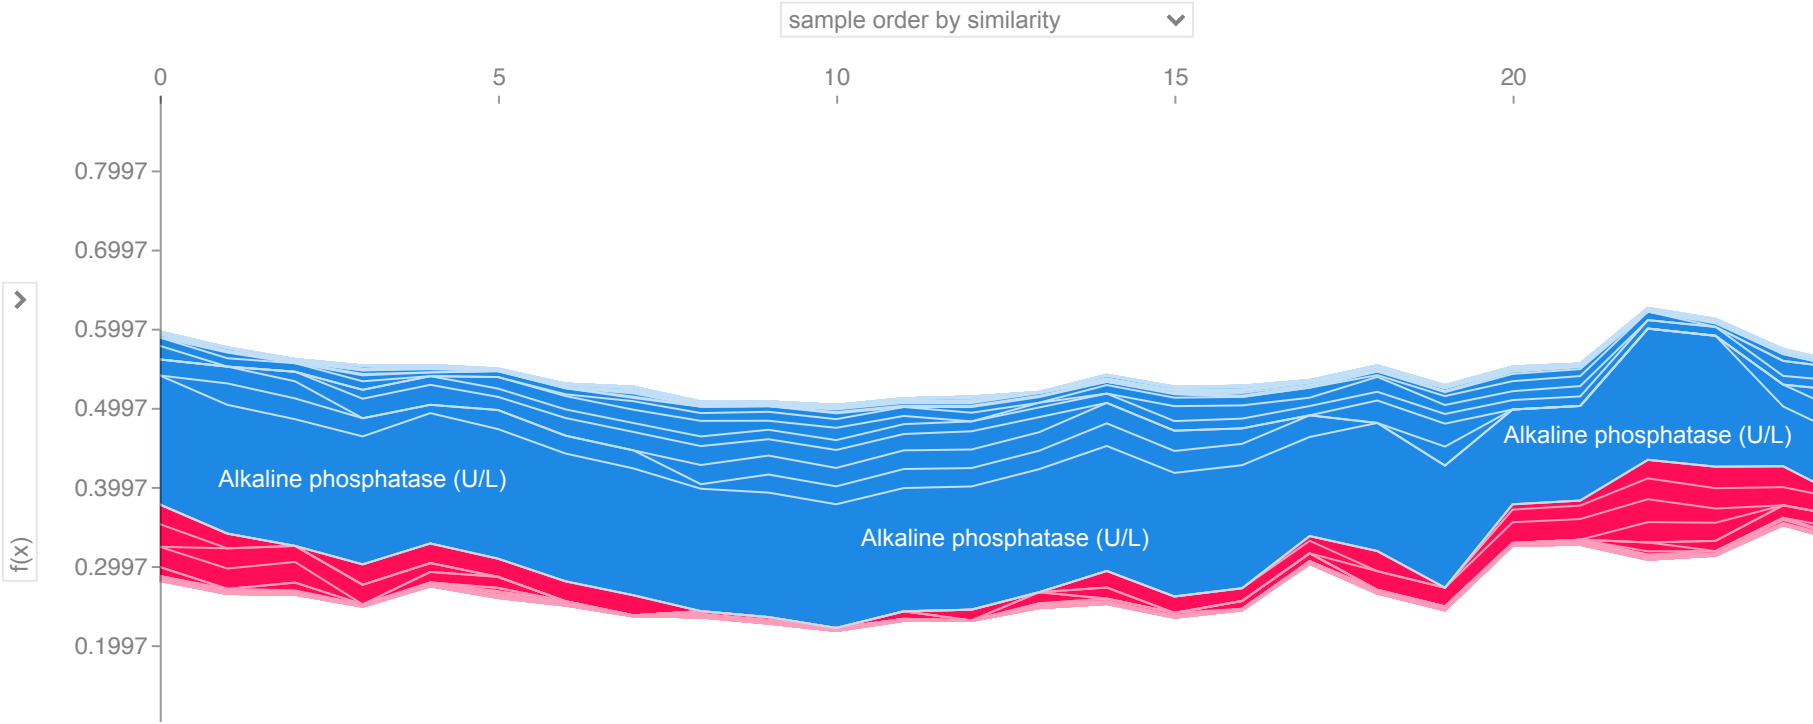 sample order by similarity
0 5 10 15 20
0.7997
0.6997
0.5997
0.4997
Alkaline phosphatase (U/L)
Alkaline phosphatase (U/L)
0.3997
Alkaline phosphatase (U/L)
f(x)
0.2997
0.1997